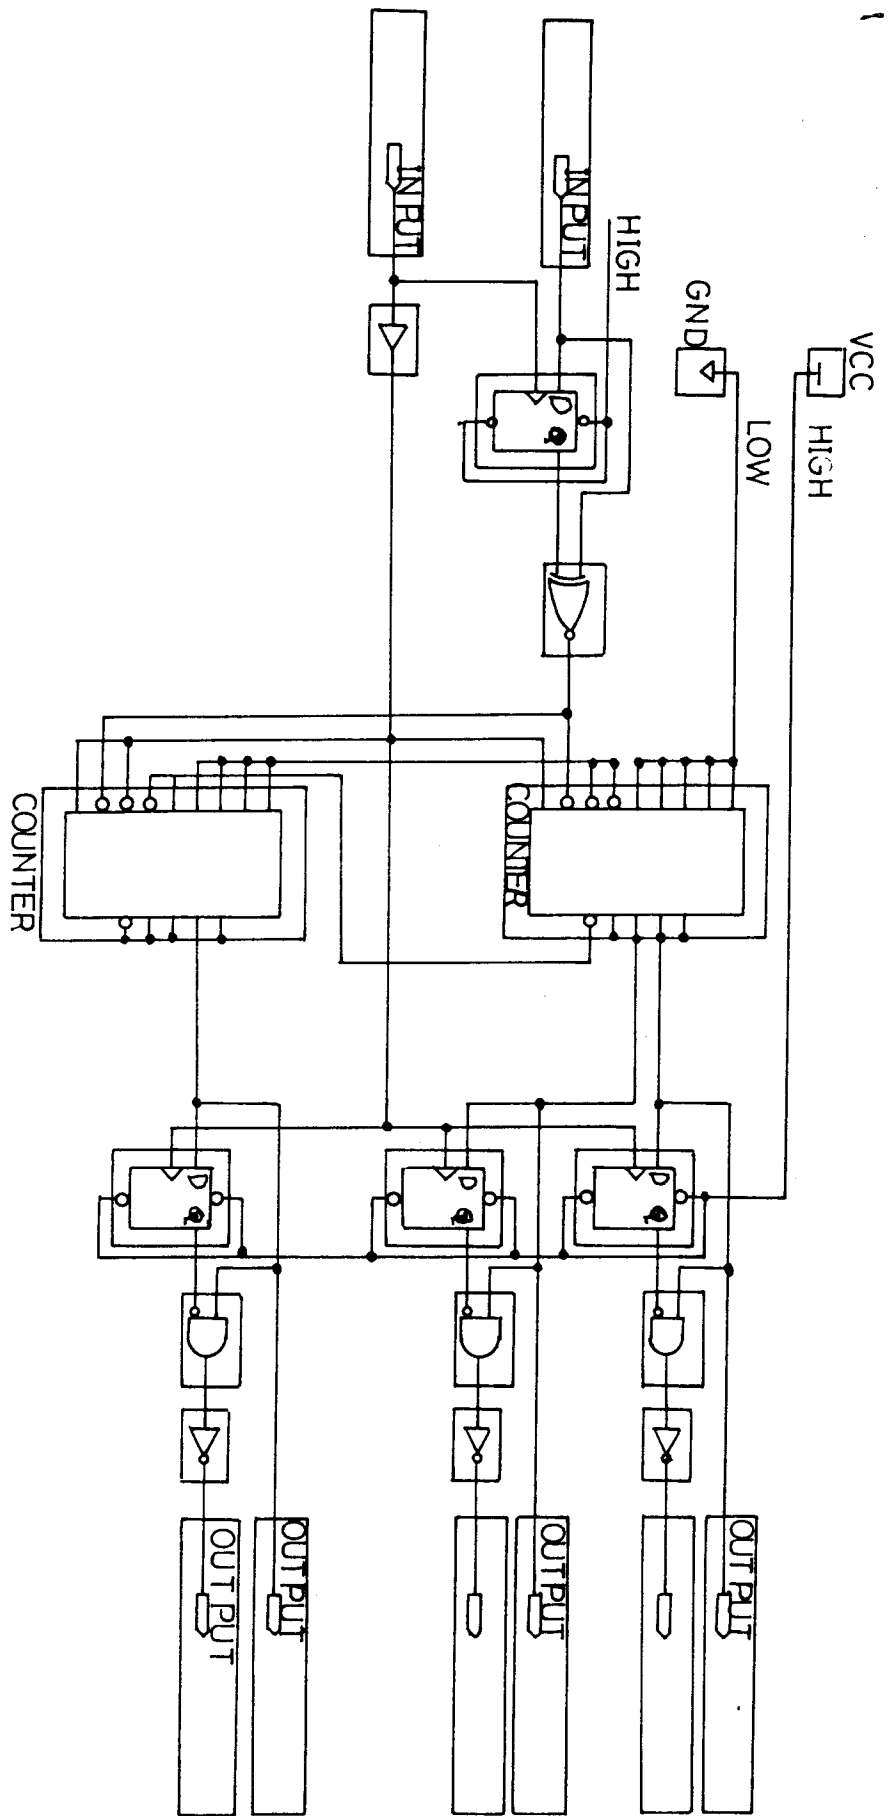 VCC
HIGH
GND
LOW
HIGH
INPUT
INPUT
D
Q
COUNTER
COUNTER
D
Q
D
Q
D
Q
OUTPUT
OUTPUT
OUTPUT
OUTPUT